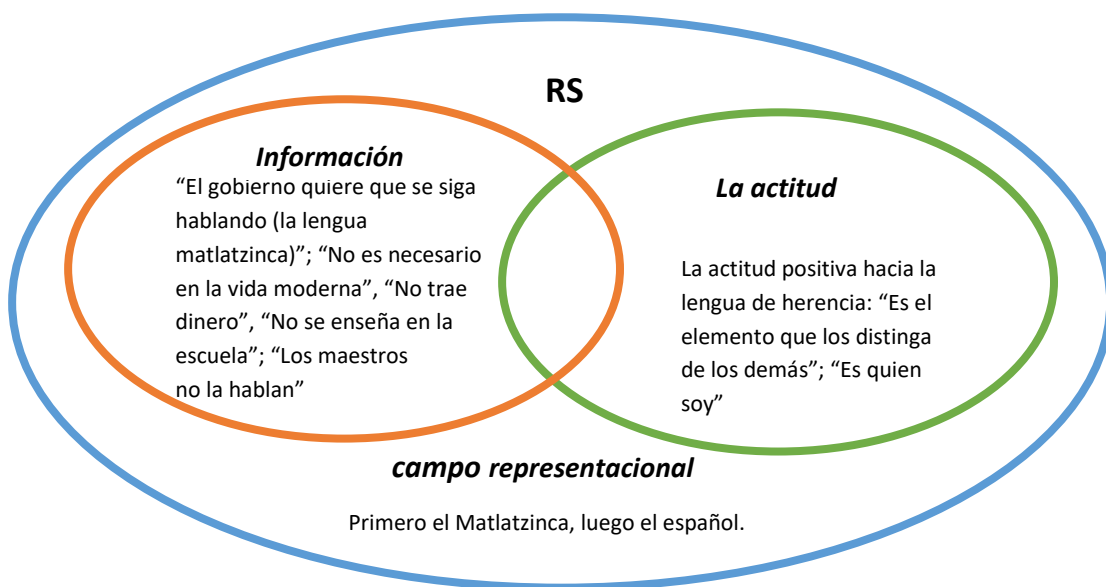 RS
Información
“El gobierno quiere que se siga
hablando (la lengua
matlatzinca)”; “No es necesario
en la vida moderna”, “No trae
dinero”, “No se enseña en la
escuela”; “Los maestros
no la hablan”
La actitud
La actitud positiva hacia la
lengua de herencia: “Es el
elemento que los distinga
de los demás”; “Es quien
soy”
campo representacional
Primero el Matlatzinca, luego el español.